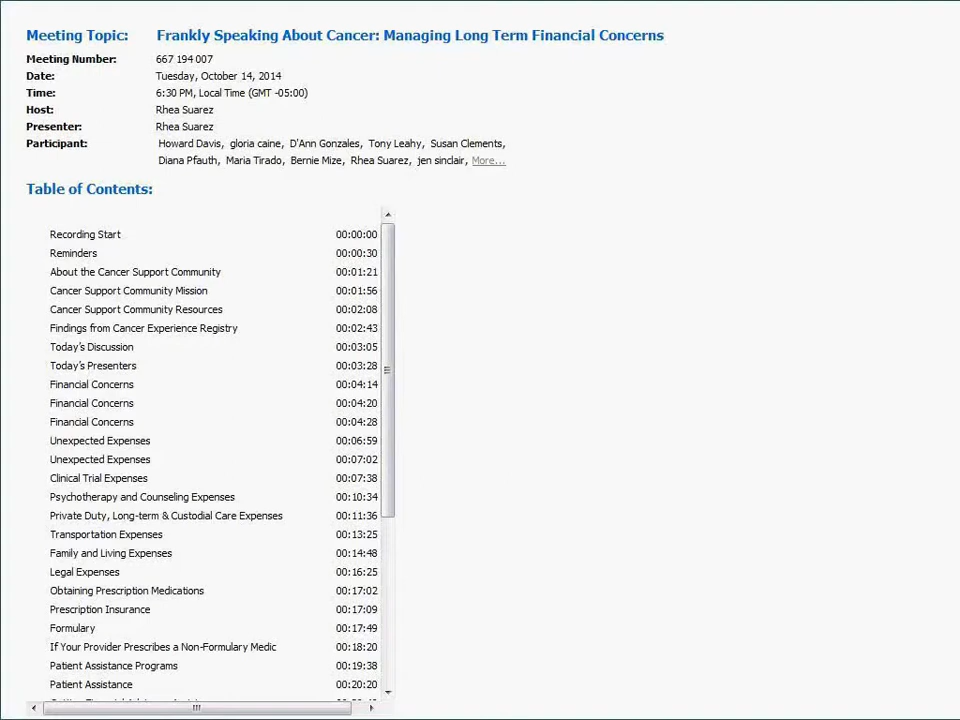 Meeting Topic: Frankly Speaking About Cancer: Managing Long Term Financial Concerns
Meeting Number: 667 194 007
Date: Tuesday, October 14, 2014
Time: 6:30 PM, Local Time (GMT -05:00)
Host: Rhea Suarez
Presenter: Rhea Suarez
Participant: Howard Davis, gloria caine, D'Ann Gonzales, Tony Leahy, Susan Clements,
Diana Pfauth, Maria Tirado, Bernie Mize, Rhea Suarez, jen sinclair, More...
Table of Contents:
Recording Start 00:00:00
Reminders 00:00:30
About the Cancer Support Community 00:01:21
Cancer Support Community Mission 00:01:56
Cancer Support Community Resources 00:02:08
Findings from Cancer Experience Registry 00:02:43
Today's Discussion 00:03:05
Today's Presenters 00:03:28
Financial Concerns 00:04:14
Financial Concerns 00:04:20
Financial Concerns 00:04:28
Unexpected Expenses 00:06:59
Unexpected Expenses 00:07:02
Clinical Trial Expenses 00:07:38
Psychotherapy and Counseling Expenses 00:10:34
Private Duty, Long-term & Custodial Care Expenses 00:11:36
Transportation Expenses 00:13:25
Family and Living Expenses 00:14:48
Legal Expenses 00:16:25
Obtaining Prescription Medications 00:17:02
Prescription Insurance 00:17:09
Formulary 00:17:49
If Your Provider Prescribes a Non-Formulary Medic 00:18:20
Patient Assistance Programs 00:19:38
Patient Assistance 00:20:20